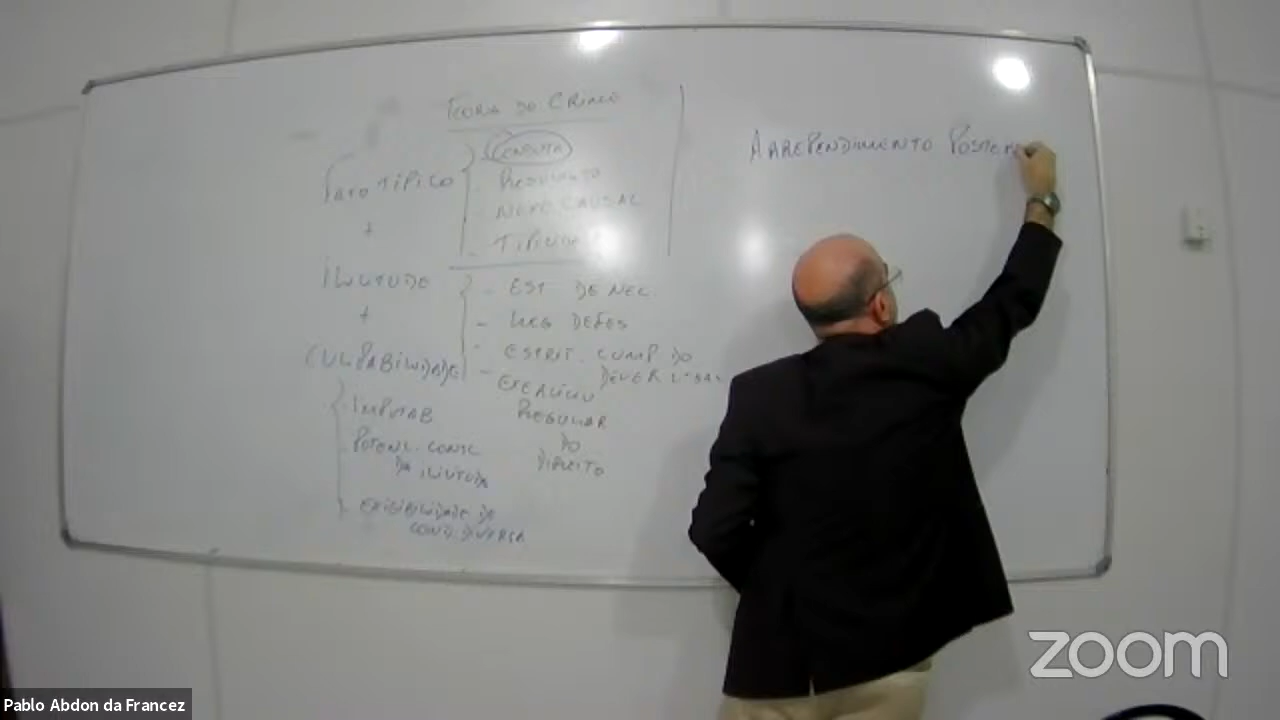 TEORIA DO CRIME
FATO TÍPICO
CONDUTA
- RESULTADO
- NEXO CAUSAL
- TIPICIDADE
+
ILICITUDE
- EST. DE NEC.
- LEG DEFES
- ESTRIT. CUMP. DO
DEVER LEGAL
- EXERCÍCIO
REGULAR
DO
DIREITO
+
CULPABILIDADE
- IMPUTAB
- POTENC. CONSC
DA ILICITUDE
- EXIGIBILIDADE DE
COND. DIVERSA
ARREPENDIMENTO POSTER
zoom
Pablo Abdon da Francez